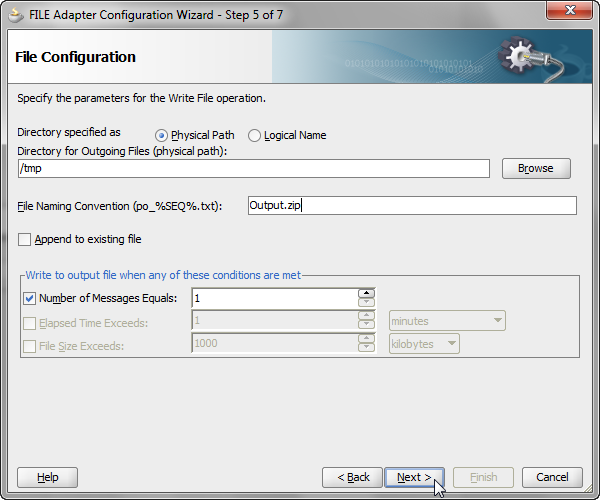 FILE Adapter Configuration Wizard - Step 5 of 7
File Configuration
Specify the parameters for the Write File operation.
Directory specified as Physical Path Logical Name
Directory for Outgoing Files (physical path):
/tmp Browse
File Naming Convention (po_%SEQ%.txt): Output.zip
Append to existing file
Write to output file when any of these conditions are met
Number of Messages Equals: 1
Elapsed Time Exceeds: 1 minutes
File Size Exceeds: 1000 kilobytes
Help < Back Next > Finish Cancel